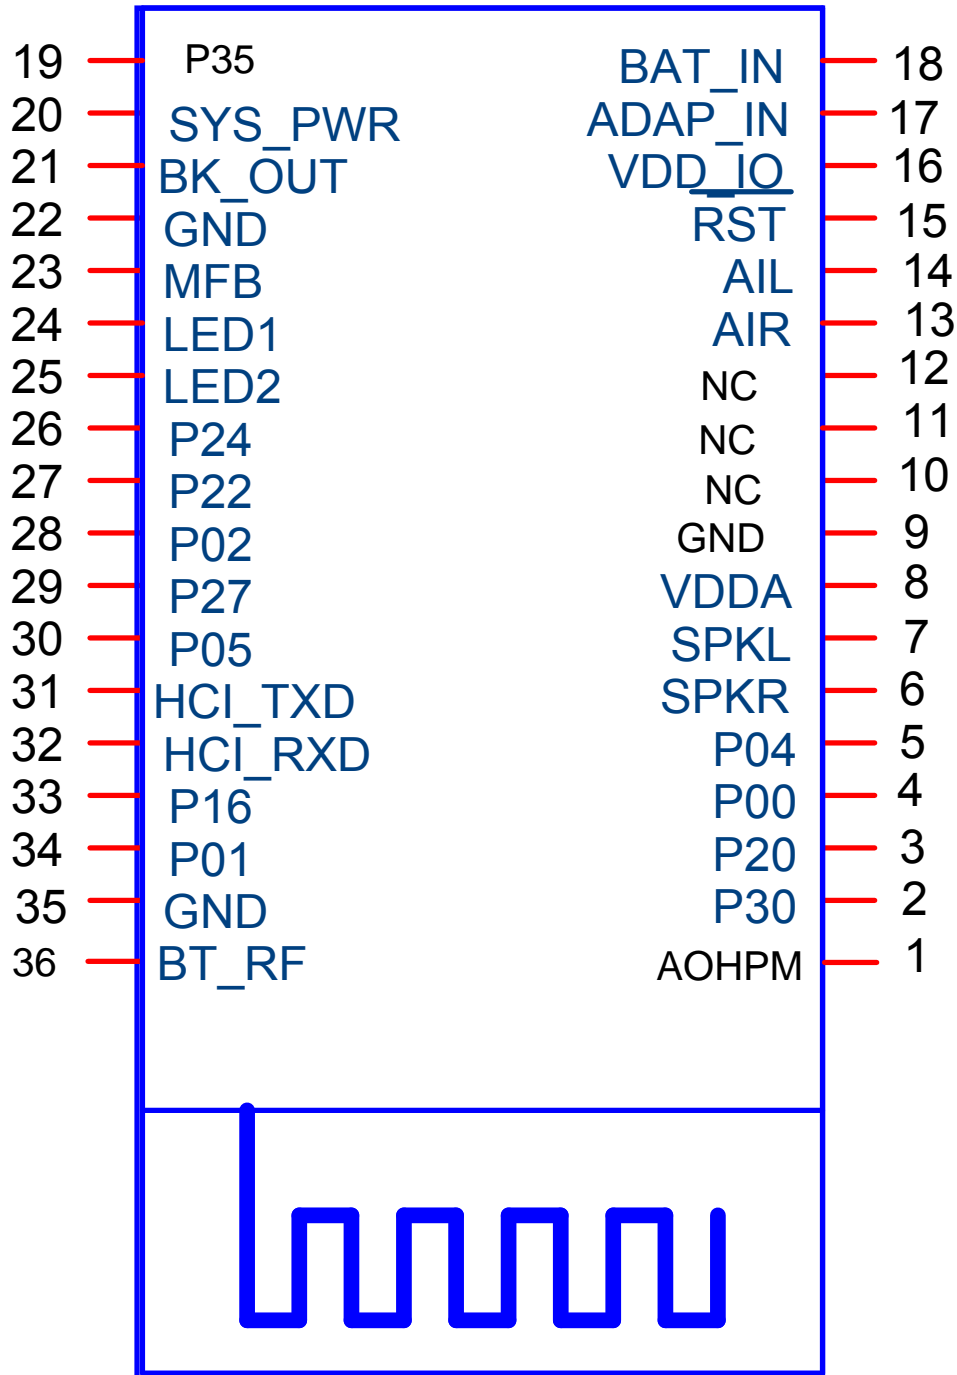 19 P35 BAT_IN 18
20 SYS_PWR ADAP_IN 17
21 BK_OUT VDD_IO 16
22 GND RST 15
23 MFB AIL 14
24 LED1 AIR 13
25 LED2 NC 12
26 P24 NC 11
27 P22 NC 10
28 P02 GND 9
29 P27 VDDA 8
30 P05 SPKL 7
31 HCI_TXD SPKR 6
32 HCI_RXD P04 5
33 P16 P00 4
34 P01 P20 3
35 GND P30 2
36 BT_RF AOHPM 1